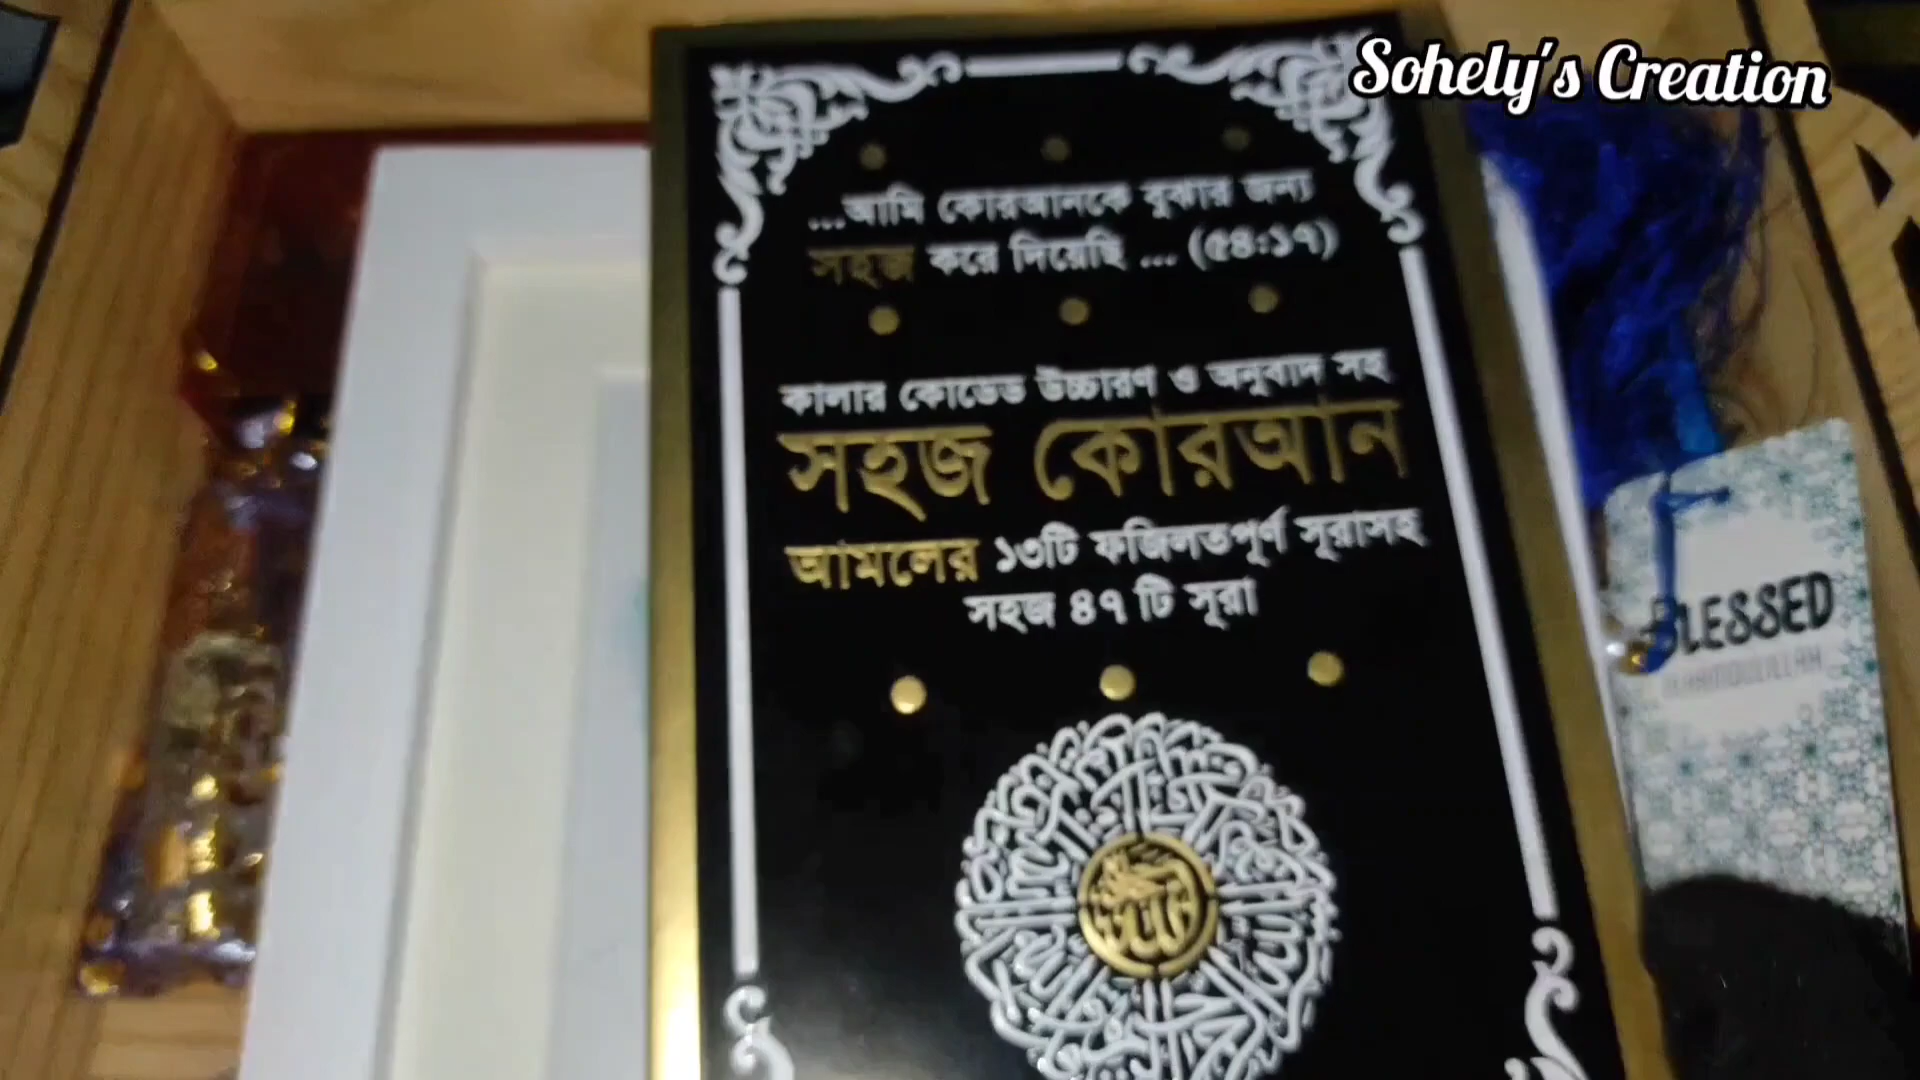 Sohely's Creation
...আমি কোরআনকে বুঝার জন্য
সহজ করে দিয়েছি ... (৫৪:১৭)
কালার কোডেড উচ্চারণ ও অনুবাদ সহ
সহজ কোরআন
আমলের ১৩টি ফজিলতপূর্ণ সূরাসহ
সহজ ৪৭ টি সূরা
BLESSED
ALHAMDULILLAH